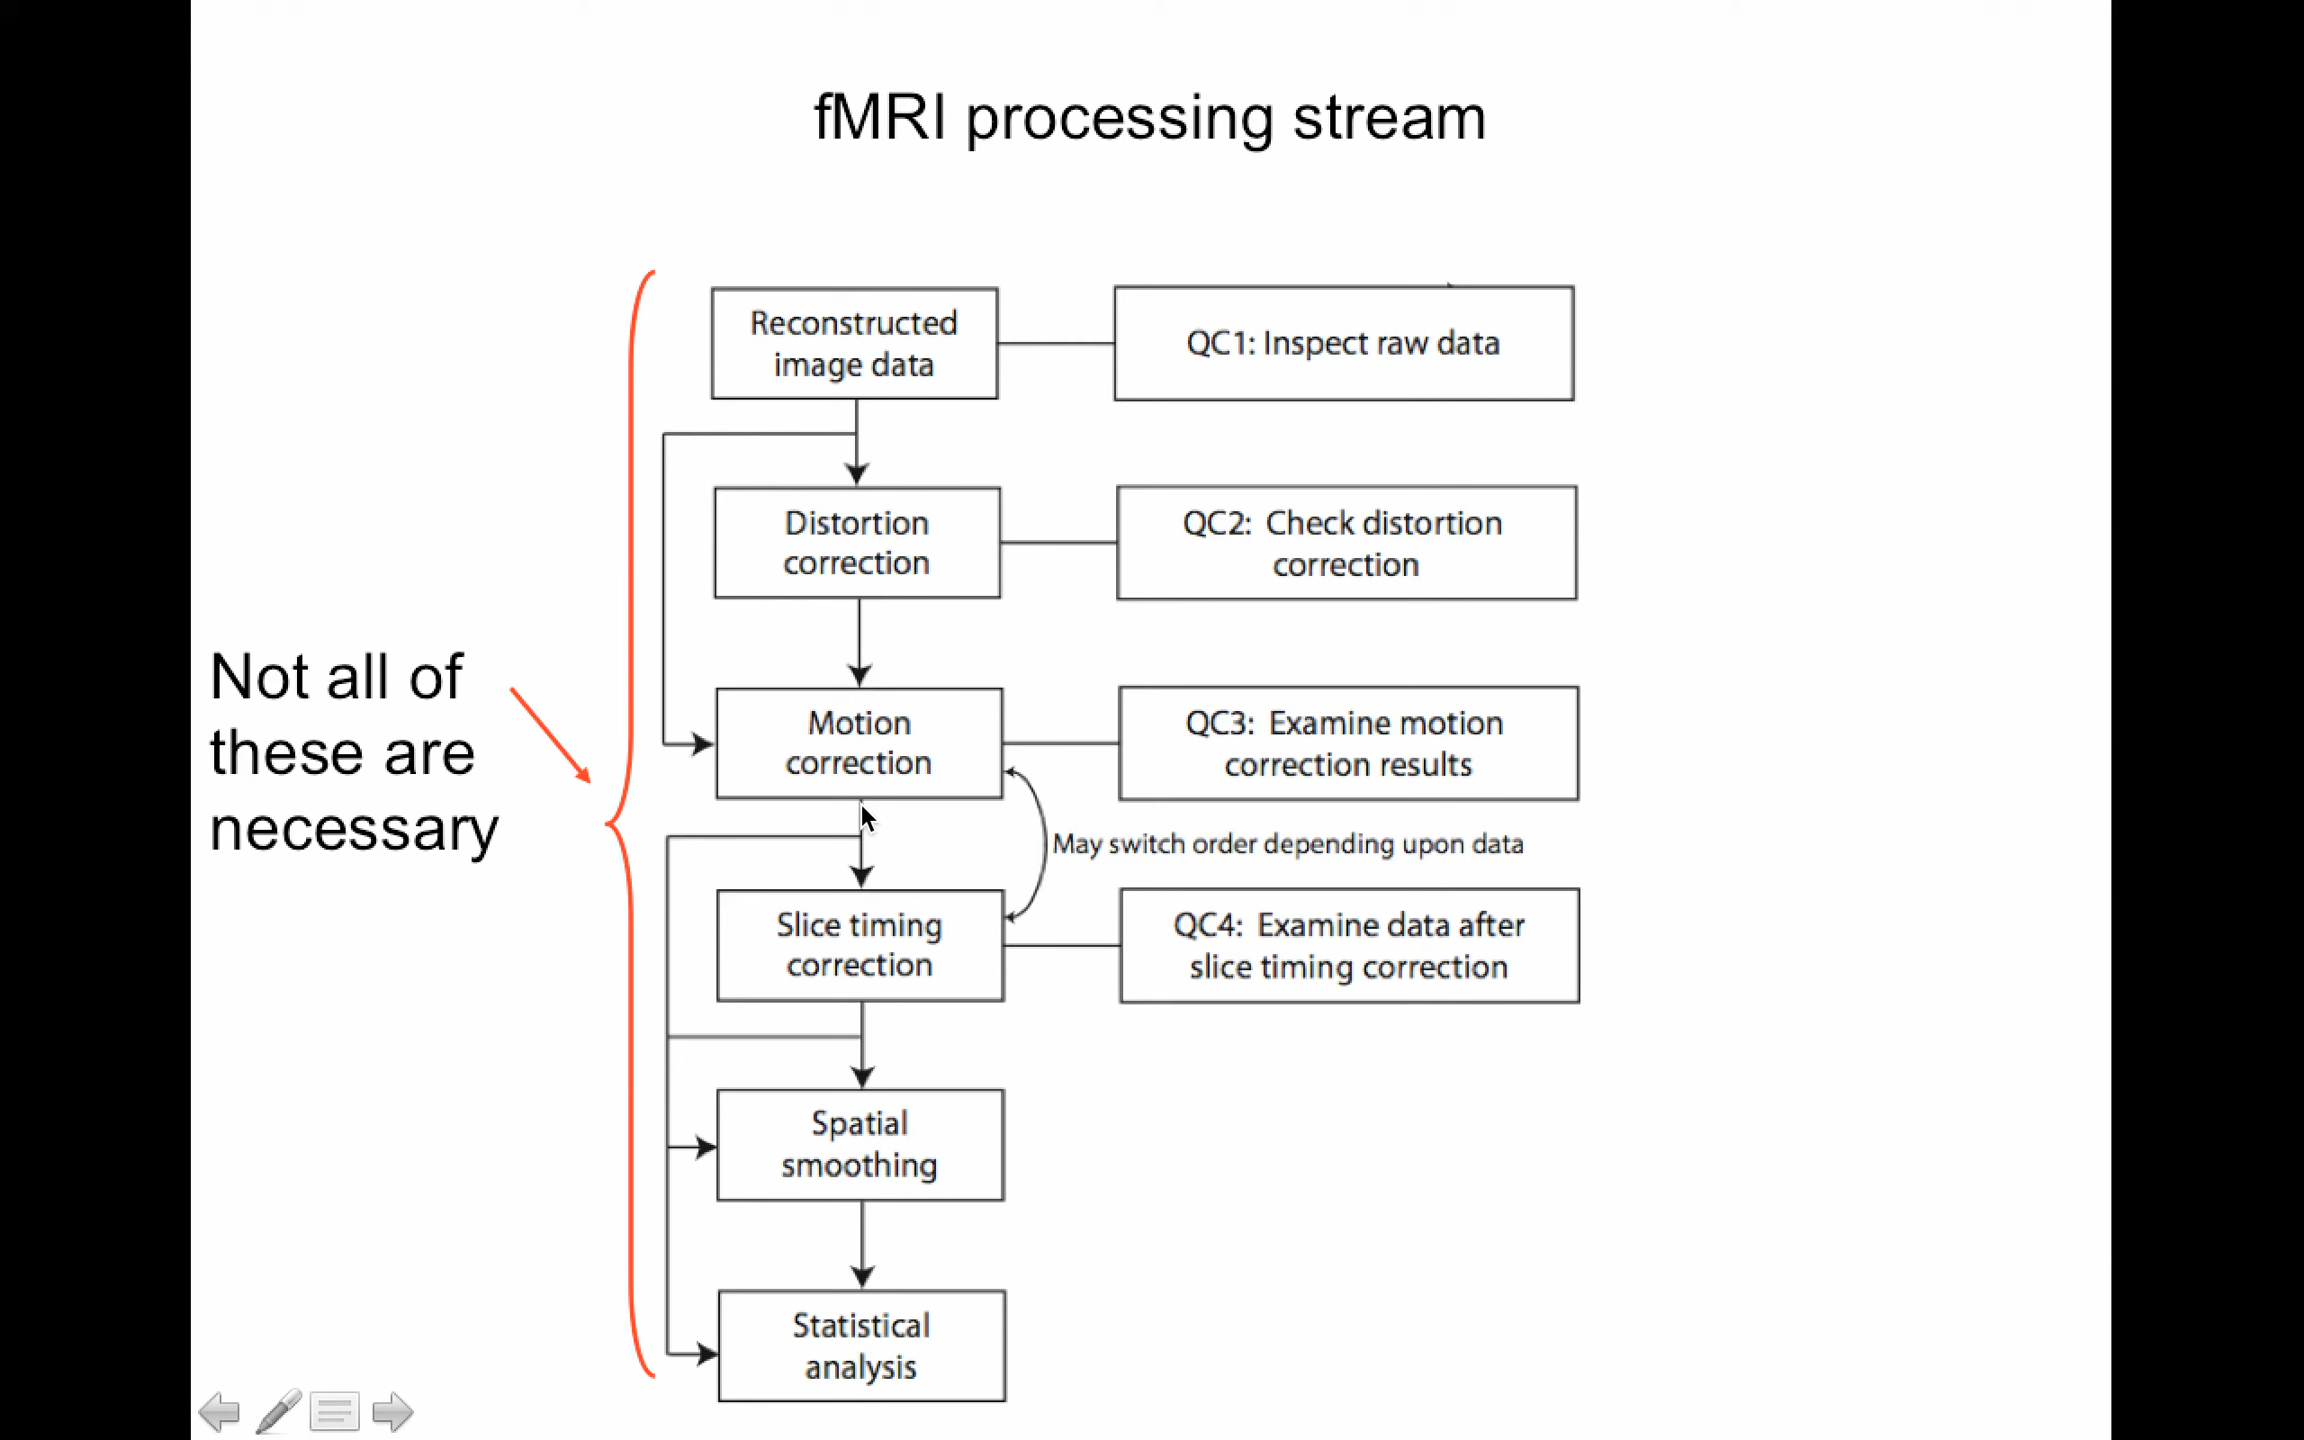 fMRI processing stream
Reconstructed
image data
QC1: Inspect raw data
Distortion
correction
QC2: Check distortion
correction
Not all of
these are
necessary
Motion
correction
QC3: Examine motion
correction results
May switch order depending upon data
Slice timing
correction
QC4: Examine data after
slice timing correction
Spatial
smoothing
Statistical
analysis